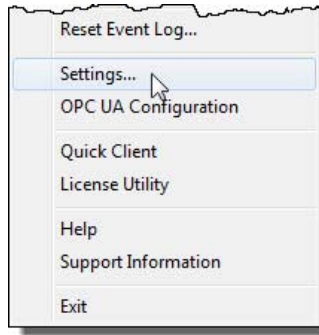 Reset Event Log...
Settings...
OPC UA Configuration
Quick Client
License Utility
Help
Support Information
Exit